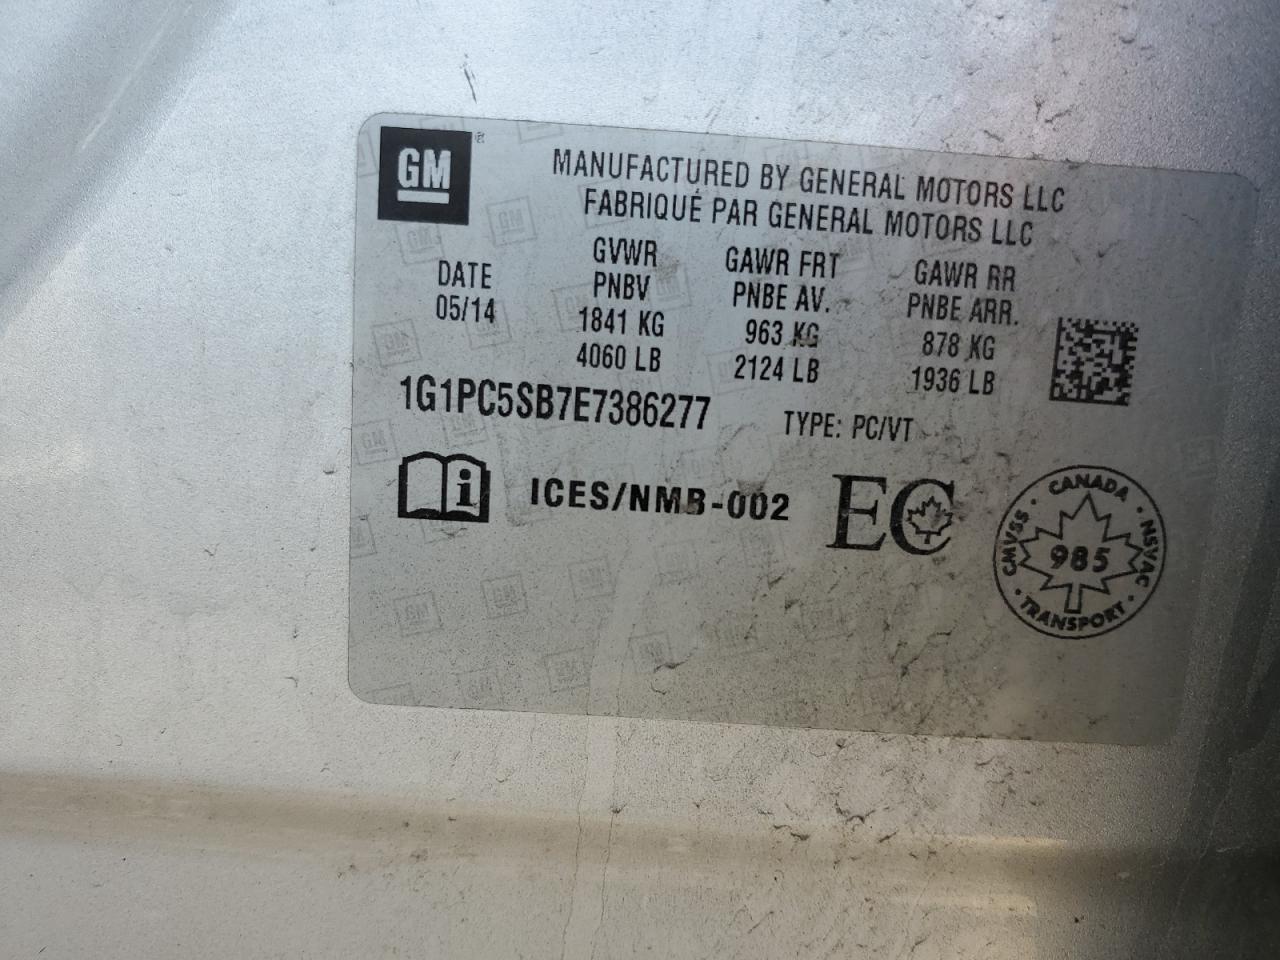 GM
MANUFACTURED BY GENERAL MOTORS LLC
FABRIQUÉ PAR GENERAL MOTORS LLC
DATE
05/14
GVWR
PNBV
1841 KG
4060 LB
GAWR FRT
PNBE AV.
963 KG
2124 LB
GAWR RR
PNBE ARR.
878 KG
1936 LB
1G1PC5SB7E7386277
TYPE: PC/VT
i
ICES/NMB-002
EC
CANADA
CMVSS · NSVAC
985
TRANSPORT